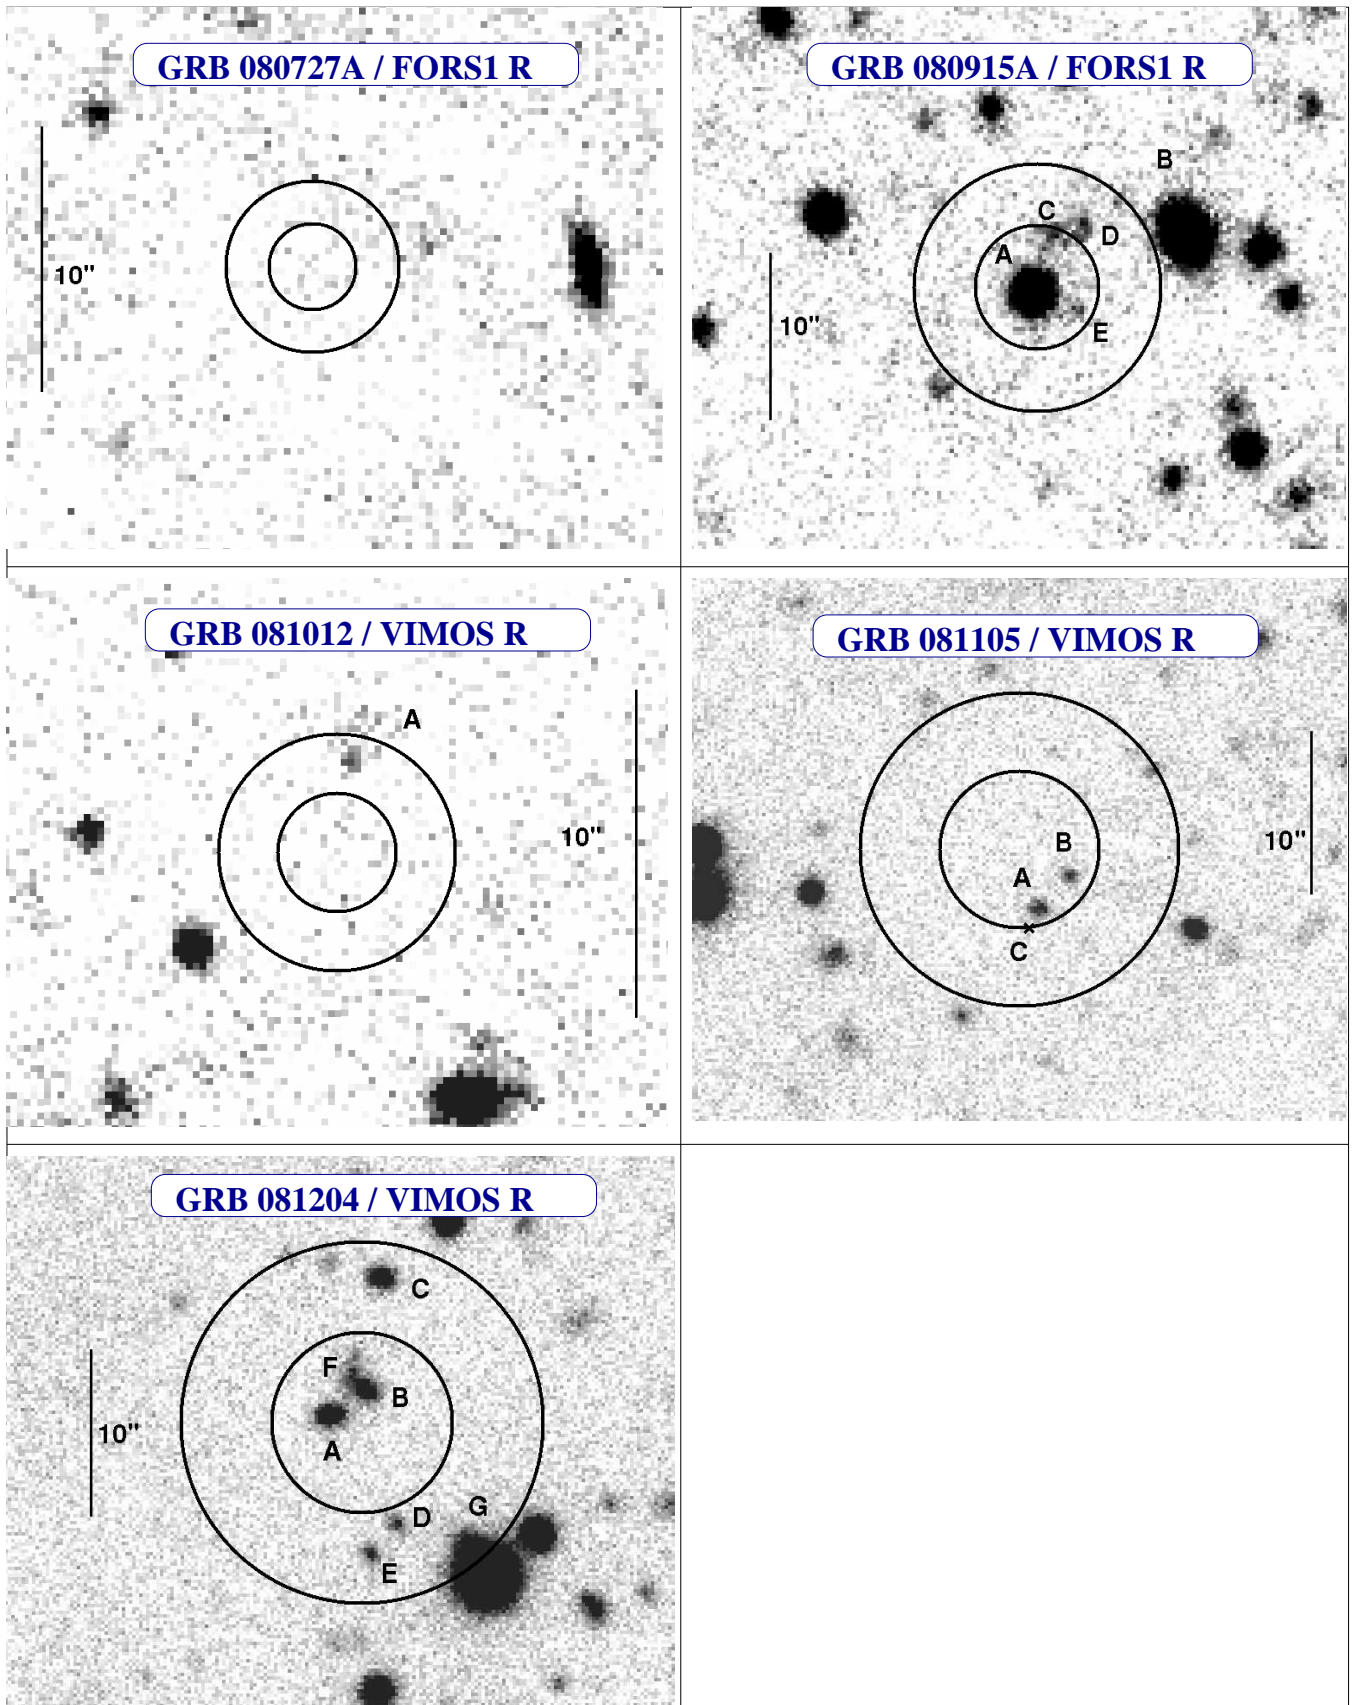 GRB 080727A / FORS1 R
10"
GRB 080915A / FORS1 R
B
C
D
A
10"
E
GRB 081012 / VIMOS R
A
10"
GRB 081105 / VIMOS R
B
10"
A
C
GRB 081204 / VIMOS R
C
F
B
10"
A
G
D
E